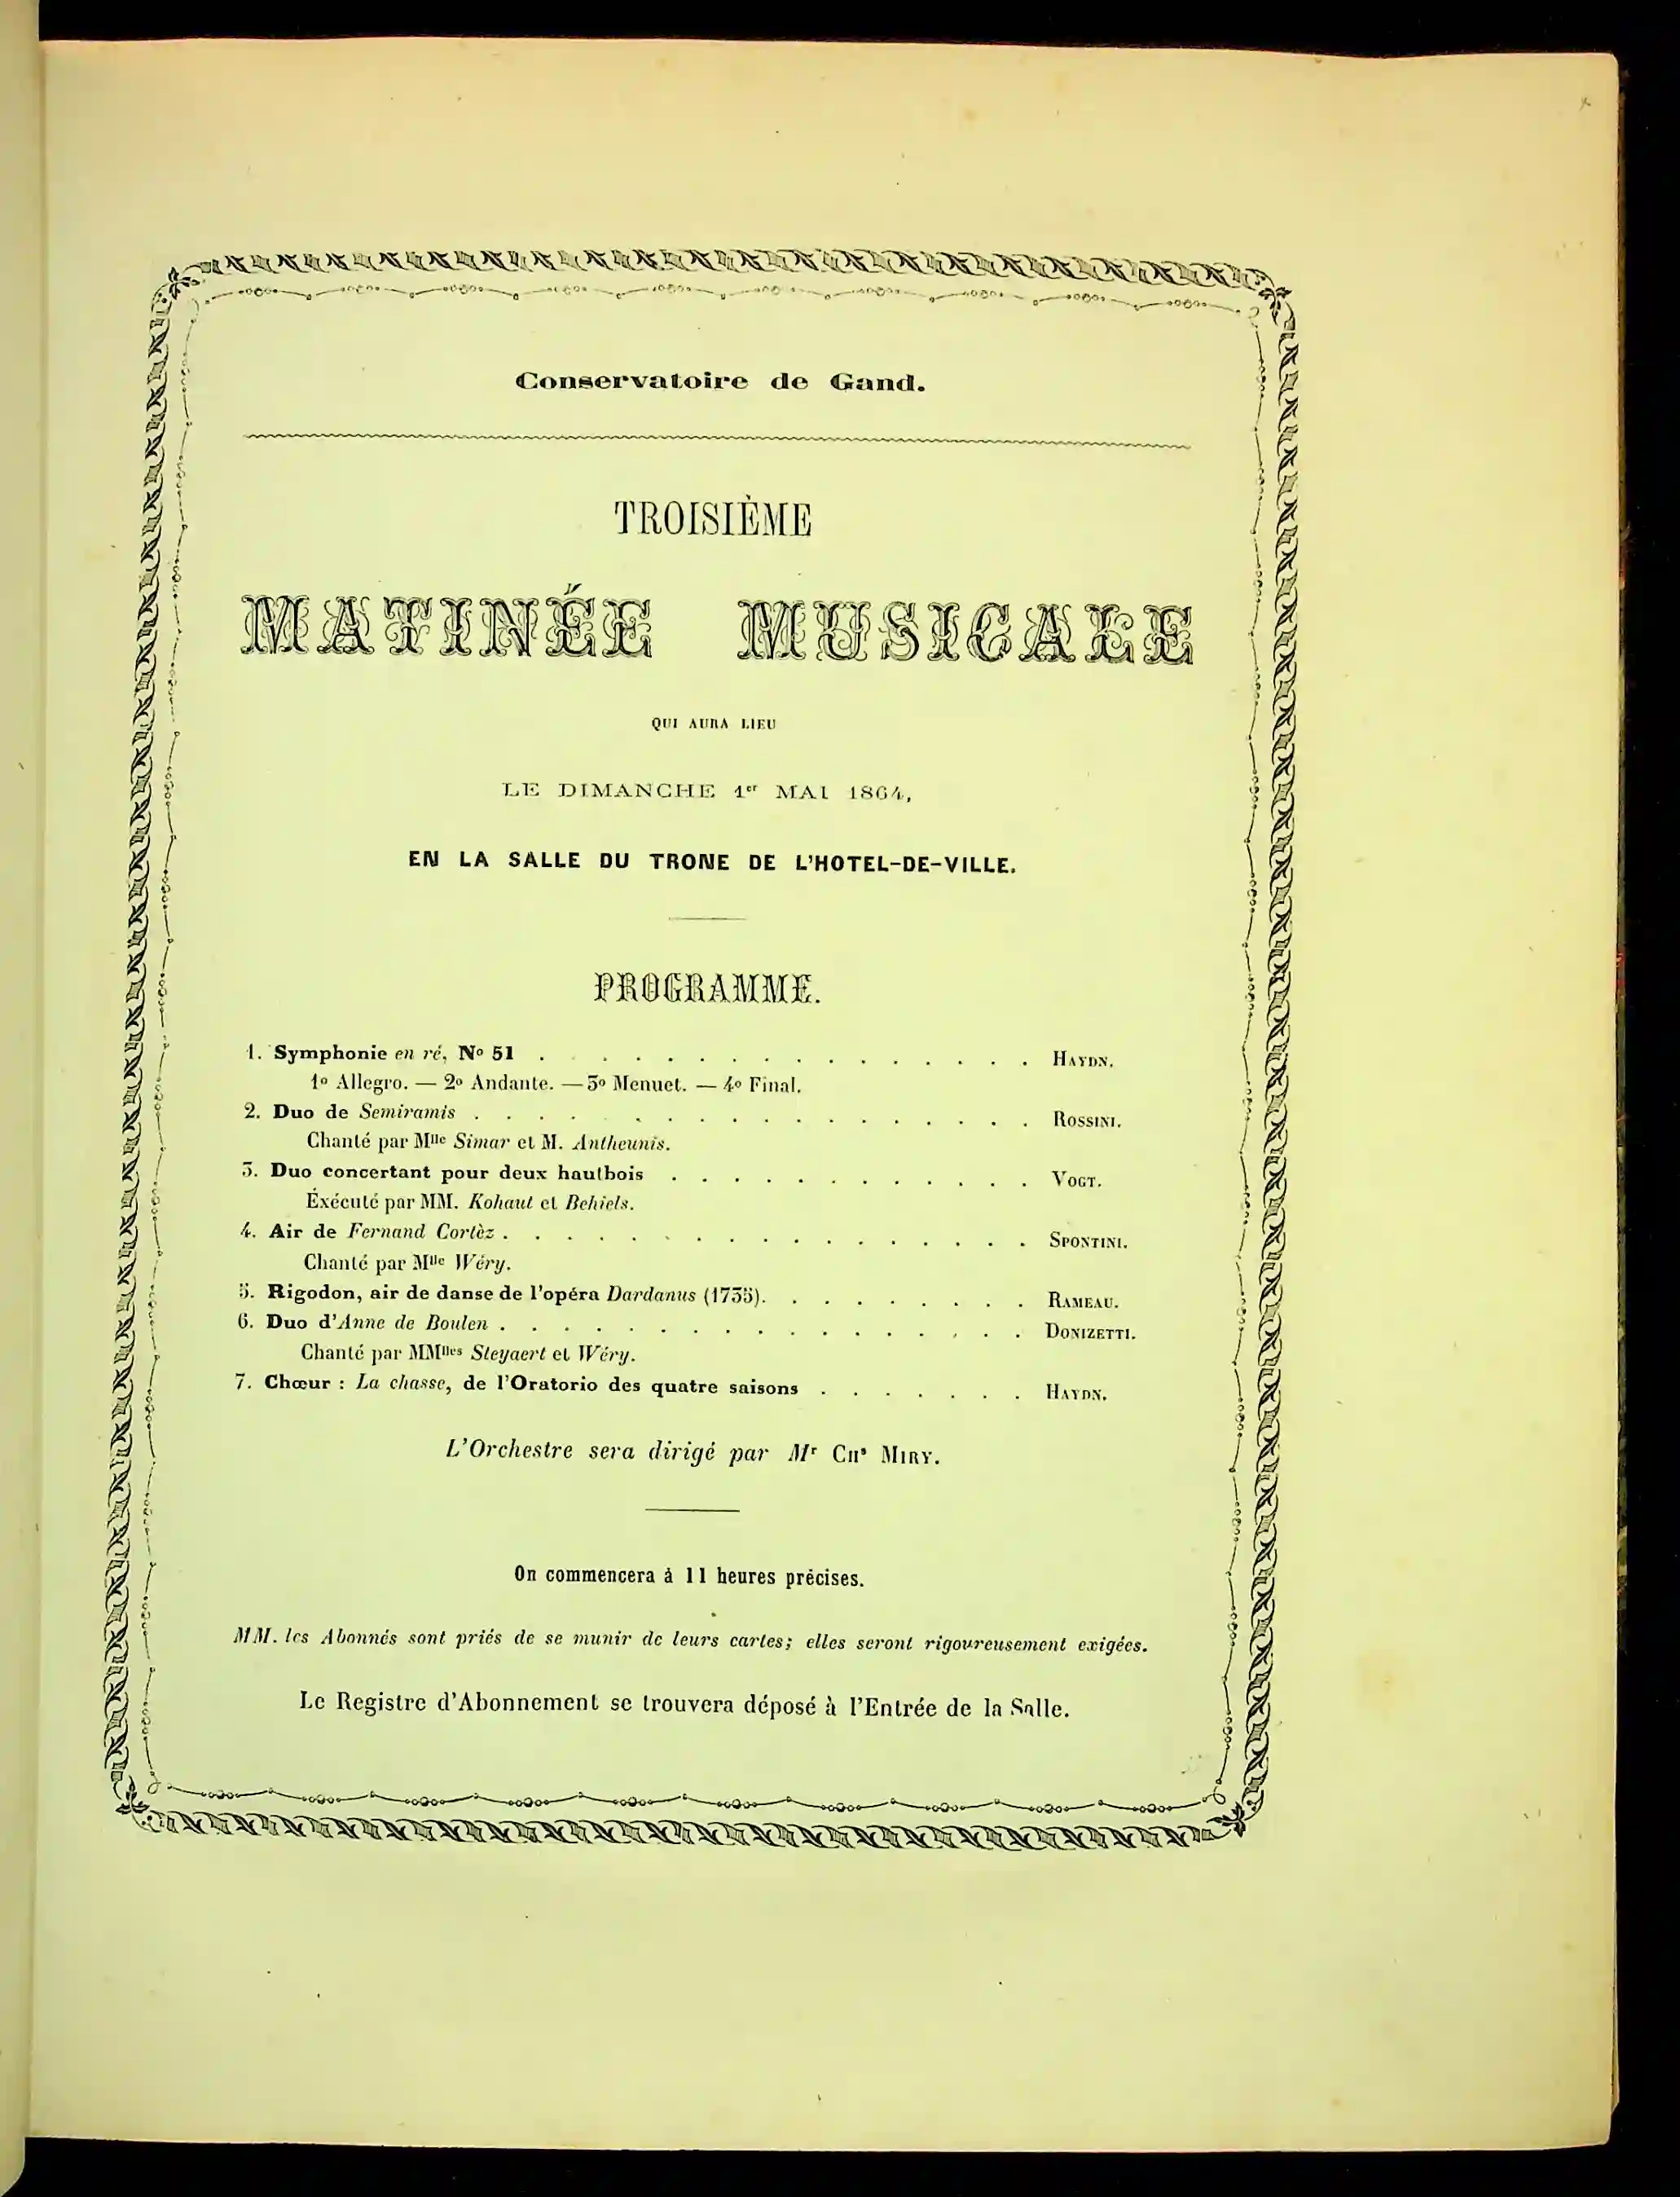 Conservatoire de Gand.
TROISIÈME
MATINÉE MUSICALE
QUI AURA LIEU
LE DIMANCHE 1er MAI 1864,
EN LA SALLE DU TRONE DE L'HOTEL-DE-VILLE.
PROGRAMME.
1. Symphonie en ré, No 51 . . . . . . . . . . . . . . . . HAYDN.
1o Allegro. — 2o Andante. — 3o Menuet. — 4o Final.
2. Duo de Semiramis . . . . . . . . . . . . . . . . . . ROSSINI.
Chanté par Mlle Simar et M. Antheunis.
3. Duo concertant pour deux hautbois . . . . . . . . . . . . VOGT.
Éxécuté par MM. Kohaut et Behiels.
4. Air de Fernand Cortèz . . . . . . . . . . . . . . . . . SPONTINI.
Chanté par Mlle Wéry.
5. Rigodon, air de danse de l'opéra Dardanus (1735). . . . . . . . . RAMEAU.
6. Duo d'Anne de Boulen . . . . . . . . . . . . . . . . . DONIZETTI.
Chanté par MMlles Steyaert et Wéry.
7. Chœur : La chasse, de l'Oratorio des quatre saisons . . . . . . . HAYDN.
L'Orchestre sera dirigé par Mr CHs MIRY.
On commencera à 11 heures précises.
MM. les Abonnés sont priés de se munir de leurs cartes; elles seront rigoureusement exigées.
Le Registre d'Abonnement se trouvera déposé à l'Entrée de la Salle.